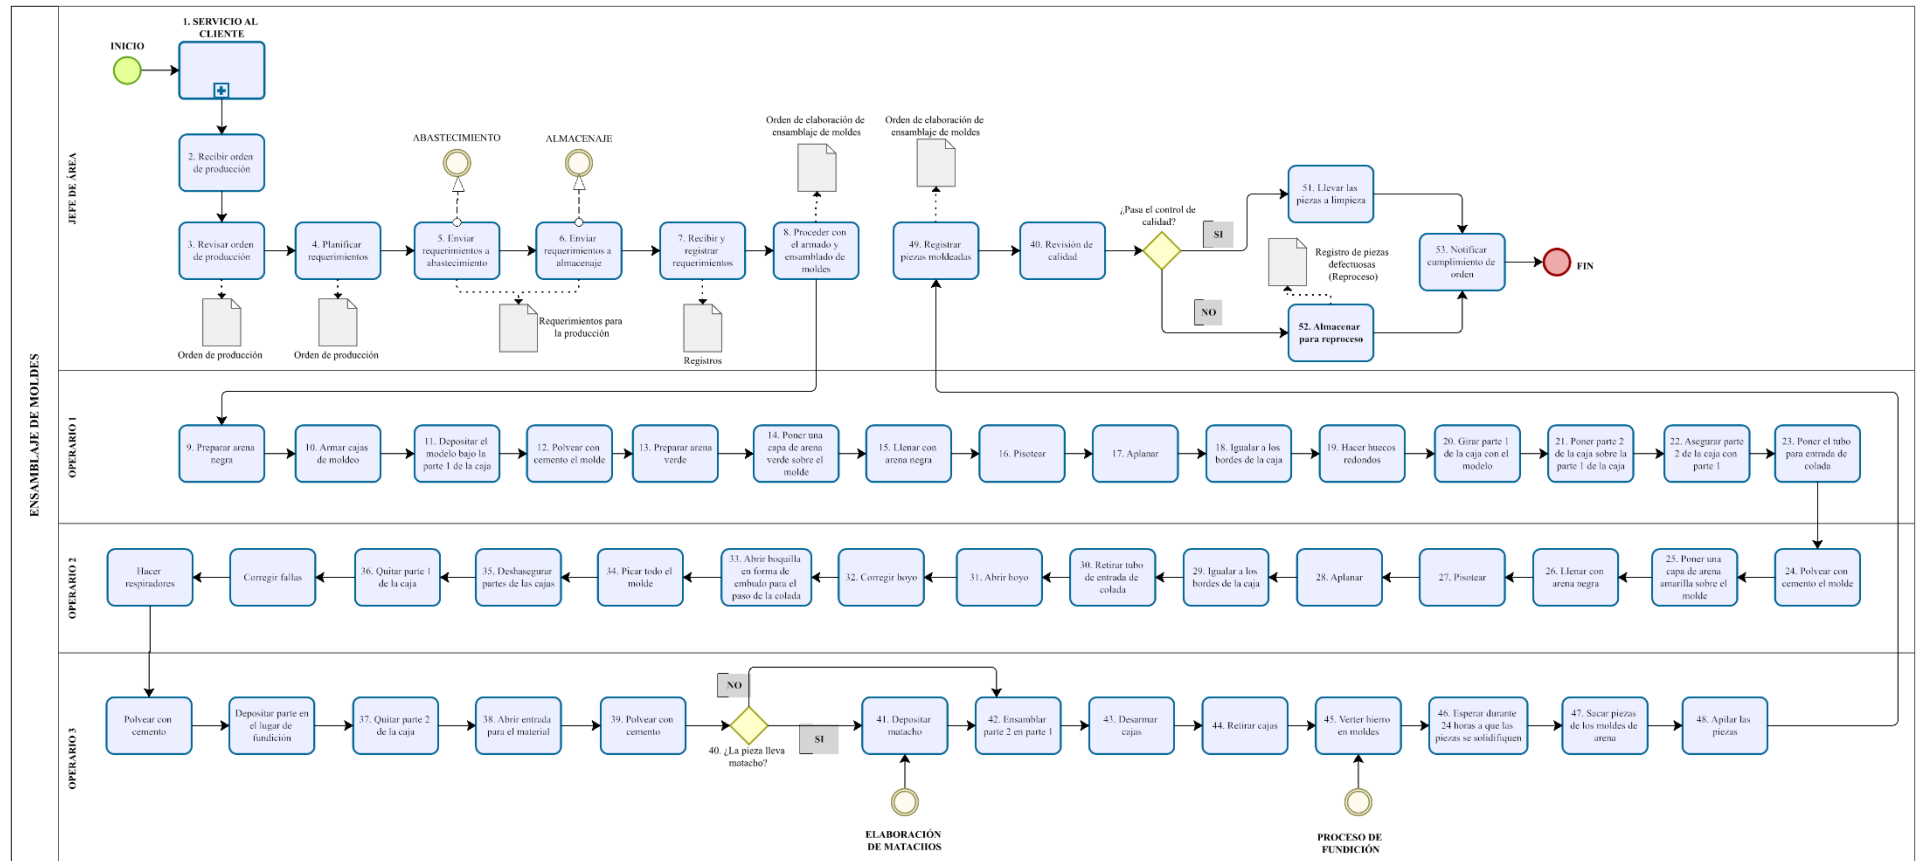 ENSAMBLAJE DE MOLDES
JEFE DE ÁREA
INICIO
1. SERVICIO AL
CLIENTE
2. Recibir orden
de producción
3. Revisar orden
de producción
Orden de producción
4. Planificar
requerimientos
Orden de producción
ABASTECIMIENTO
5. Enviar
requerimientos a
abastecimiento
ALMACENAJE
6. Enviar
requerimientos a
almacenaje
Requerimientos para
la producción
7. Recibir y
registrar
requerimientos
Registros
Orden de elaboración de
ensamblaje de moldes
8. Proceder con
el armado y
ensamblado de
moldes
Orden de elaboración de
ensamblaje de moldes
49. Registrar
piezas moldeadas
40. Revisión de
calidad
¿Pasa el control de
calidad?
SI
NO
51. Llevar las
piezas a limpieza
Registro de piezas
defectuosas
(Reproceso)
52. Almacenar
para reproceso
53. Notificar
cumplimiento de
orden
FIN
OPERARIO 1
9. Preparar arena
negra
10. Armar cajas
de moldeo
11. Depositar el
modelo bajo la
parte 1 de la caja
12. Polvear con
cemento el molde
13. Preparar arena
verde
14. Poner una
capa de arena
verde sobre el
molde
15. Llenar con
arena negra
16. Pisotear
17. Aplanar
18. Igualar a los
bordes de la caja
19. Hacer huecos
redondos
20. Girar parte 1
de la caja con el
modelo
21. Poner parte 2
de la caja sobre la
parte 1 de la caja
22. Asegurar parte
2 de la caja con
parte 1
23. Poner el tubo
para entrada de
colada
OPERARIO 2
Hacer
respiradores
Corregir fallas
36. Quitar parte 1
de la caja
35. Deshasegurar
partes de las cajas
34. Picar todo el
molde
33. Abrir boquilla
en forma de
embudo para el
paso de la colada
32. Corregir hoyo
31. Abrir hoyo
30. Retirar tubo
de entrada de
colada
29. Igualar a los
bordes de la caja
28. Aplanar
27. Pisotear
26. Llenar con
arena negra
25. Poner una
capa de arena
amarilla sobre el
molde
24. Polvear con
cemento el molde
OPERARIO 3
Polvear con
cemento
Depositar parte en
el lugar de
fundición
37. Quitar parte 2
de la caja
38. Abrir entrada
para el material
39. Polvear con
cemento
NO
40. ¿La pieza lleva
matacho?
SI
41. Depositar
matacho
42. Ensamblar
parte 2 en parte 1
43. Desarmar
cajas
44. Retirar cajas
45. Verter hierro
en moldes
46. Esperar durante
24 horas a que las
piezas se solidifiquen
47. Sacar piezas
de los moldes de
arena
48. Apilar las
piezas
ELABORACIÓN
DE MATACHOS
PROCESO DE
FUNDICIÓN